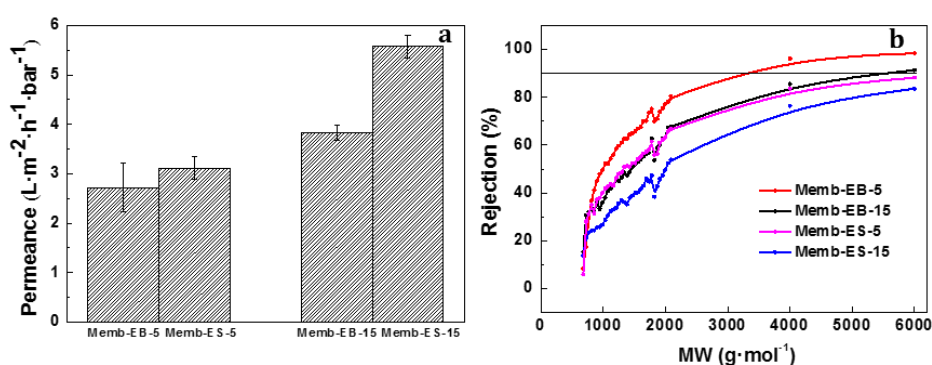 a
Permeance (L·m⁻²·h⁻¹·bar⁻¹)
6
5
4
3
2
1
0
Memb-EB-5 Memb-ES-5 Memb-EB-15 Memb-ES-15
b
Rejection (%)
100
80
60
40
20
0
Memb-EB-5
Memb-EB-15
Memb-ES-5
Memb-ES-15
0 1000 2000 3000 4000 5000 6000
MW (g·mol⁻¹)